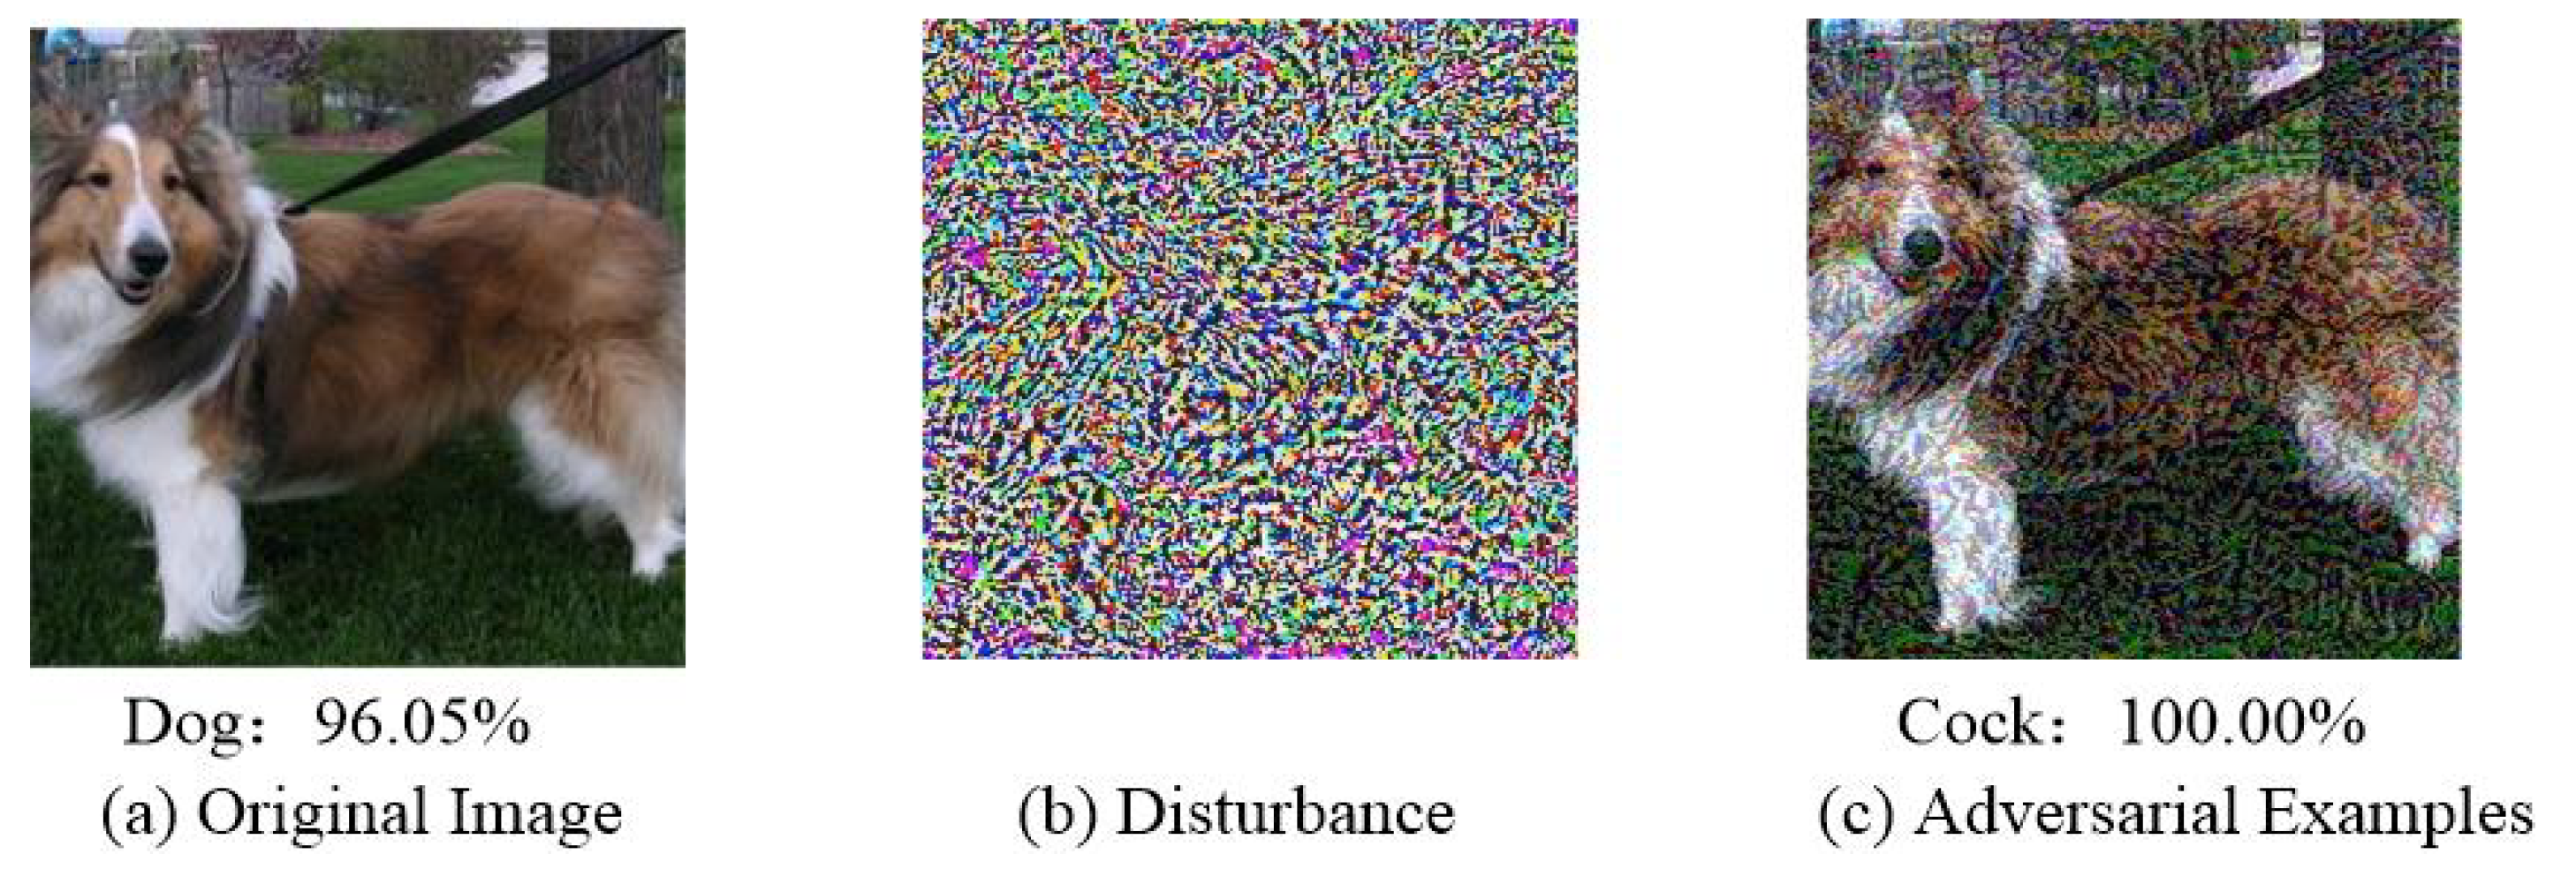 Dog：96.05%
Cock：100.00%
(a) Original Image
(b) Disturbance
(c) Adversarial Examples